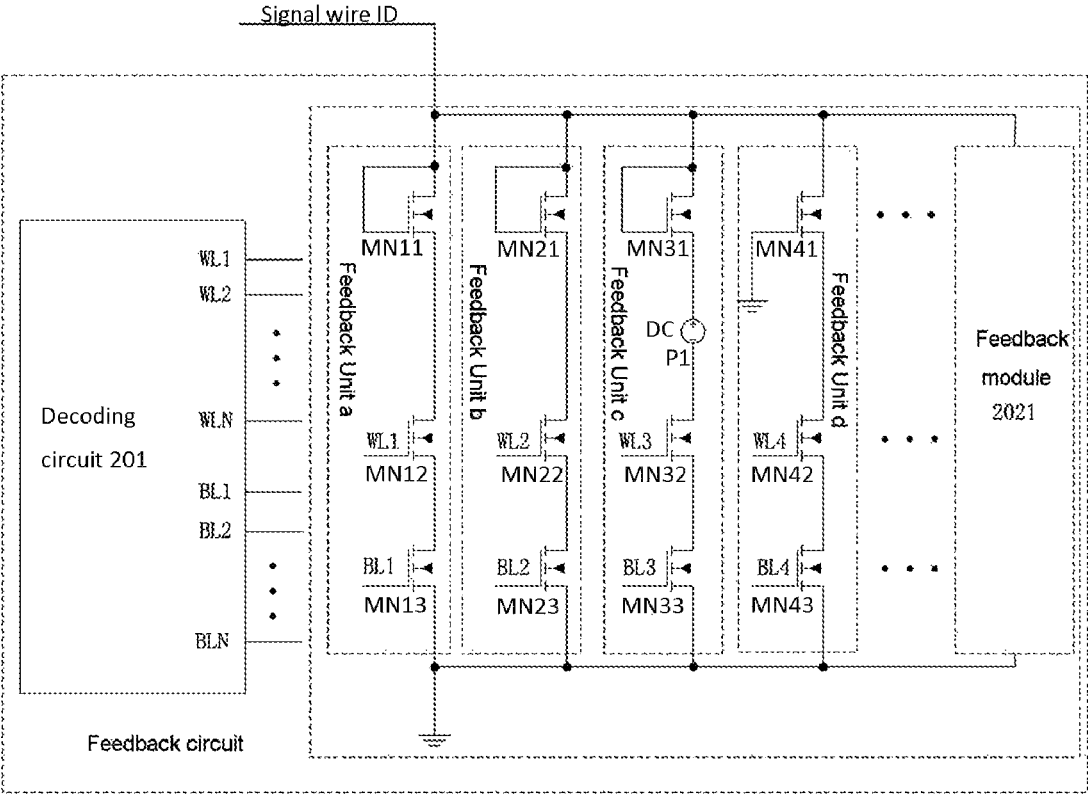 Signal wire ID
Decoding
circuit 201
WL1
WL2
WLN
BL1
BL2
BLN
Feedback circuit
Feedback Unit a
MN11
WL1
MN12
BL1
MN13
Feedback Unit b
MN21
WL2
MN22
BL2
MN23
Feedback Unit c
MN31
DC
P1
WL3
MN32
BL3
MN33
Feedback Unit d
MN41
WL4
MN42
BL4
MN43
Feedback
module
2021